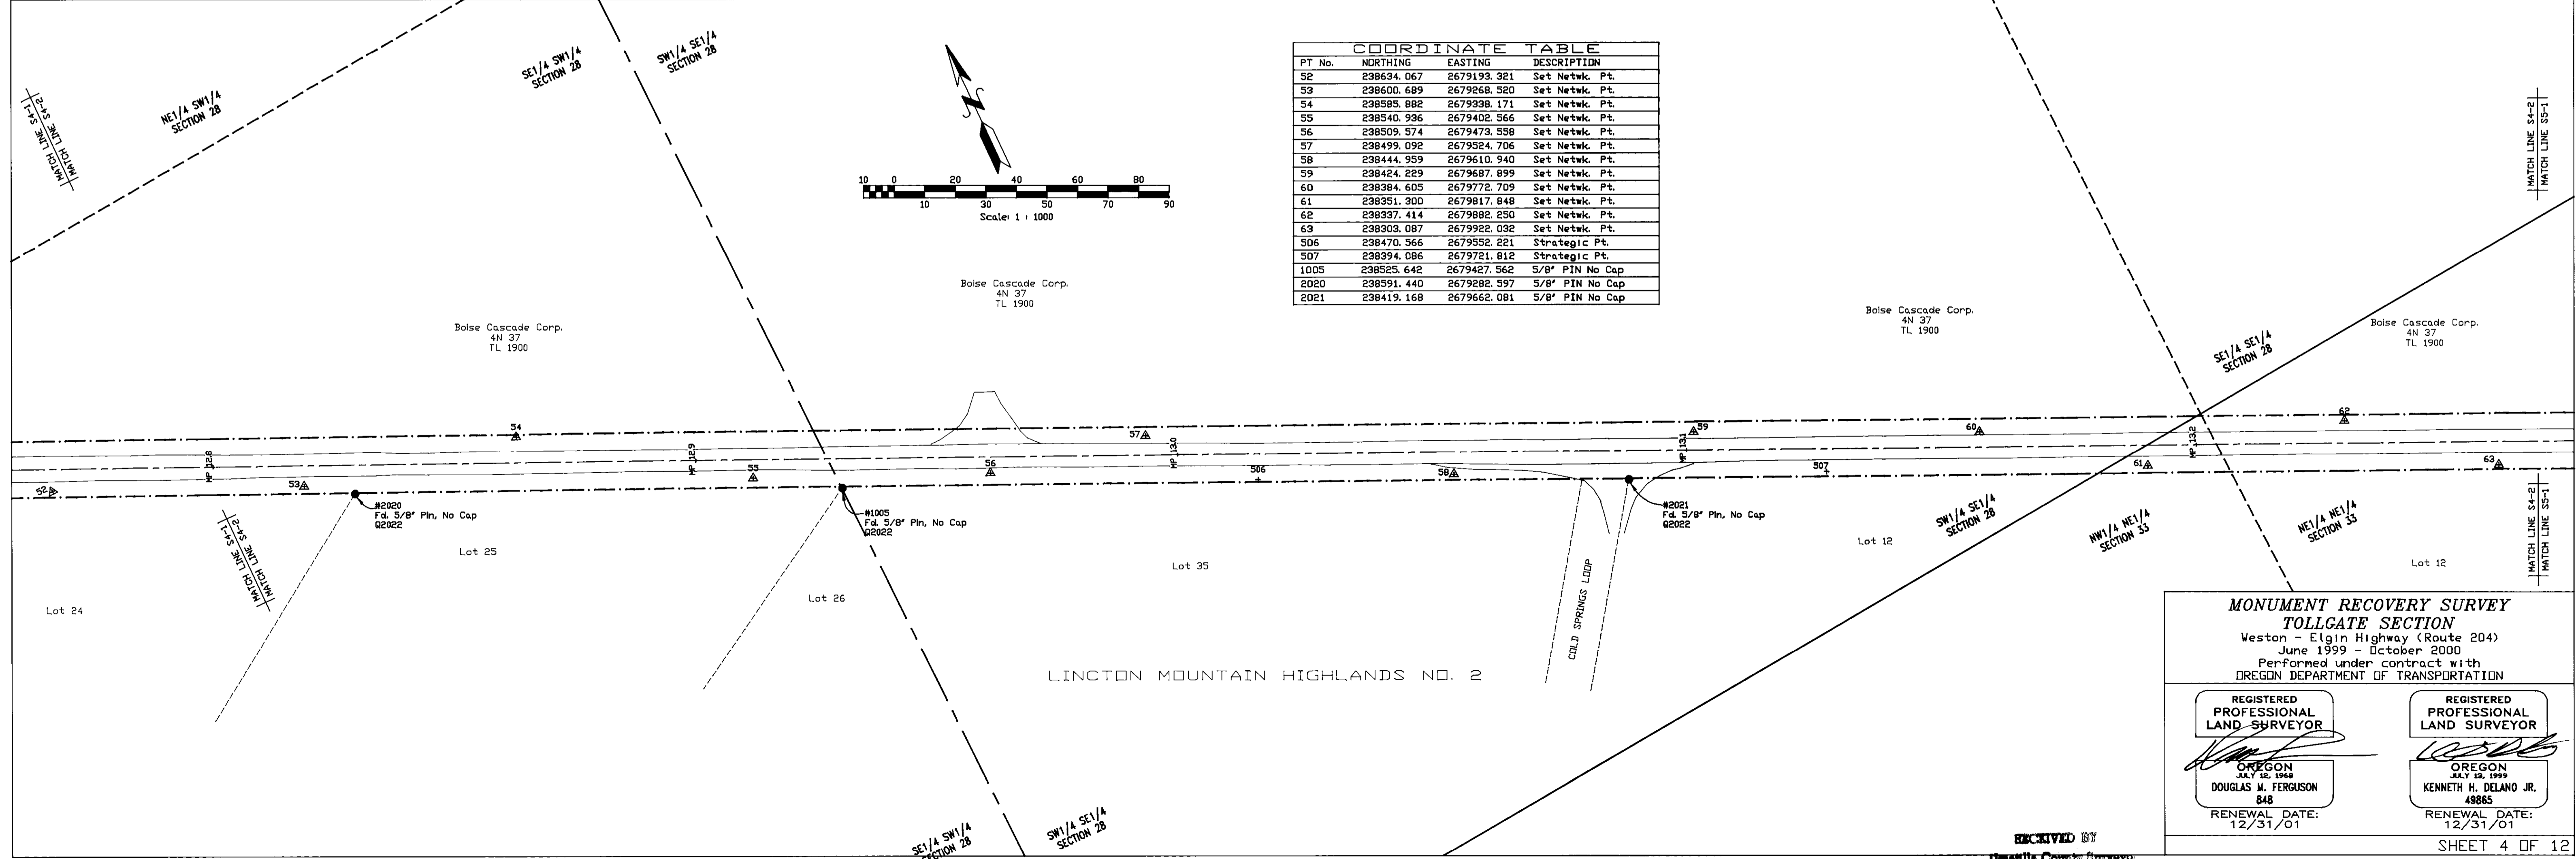 NE1/4 SW1/4
SECTION 28
SE1/4 SW1/4
SECTION 28
SW1/4 SE1/4
SECTION 28
MATCH LINE S4-1
MATCH LINE S4-2
N
10 0 20 40 60 80
10 30 50 70 90
Scale: 1 : 1000
COORDINATE TABLE
PT No. NORTHING EASTING DESCRIPTION
52 238634.067 2679193.321 Set Netwk. Pt.
53 238600.689 2679268.520 Set Netwk. Pt.
54 238585.882 2679338.171 Set Netwk. Pt.
55 238540.936 2679402.566 Set Netwk. Pt.
56 238509.574 2679473.558 Set Netwk. Pt.
57 238499.092 2679524.706 Set Netwk. Pt.
58 238444.959 2679610.940 Set Netwk. Pt.
59 238424.229 2679687.899 Set Netwk. Pt.
60 238384.605 2679772.709 Set Netwk. Pt.
61 238351.300 2679817.848 Set Netwk. Pt.
62 238337.414 2679882.250 Set Netwk. Pt.
63 238303.087 2679922.032 Set Netwk. Pt.
506 238470.566 2679552.221 Strategic Pt.
507 238394.086 2679721.812 Strategic Pt.
1005 238525.642 2679427.562 5/8" PIN No Cap
2020 238591.440 2679282.597 5/8" PIN No Cap
2021 238419.168 2679662.081 5/8" PIN No Cap
MATCH LINE S4-2
MATCH LINE S5-1
Boise Cascade Corp.
4N 37
TL 1900
Boise Cascade Corp.
4N 37
TL 1900
Boise Cascade Corp.
4N 37
TL 1900
Boise Cascade Corp.
4N 37
TL 1900
SE1/4 SE1/4
SECTION 28
54
57
59
60
62
MP 12.8
MP 12.9
MP 13.0
MP 13.1
MP 13.2
52
53
55
56
506
58
507
61
63
#2020
Fd. 5/8" Pin, No Cap
Q2022
#1005
Fd. 5/8" Pin, No Cap
Q2022
#2021
Fd. 5/8" Pin, No Cap
Q2022
MATCH LINE S4-1
MATCH LINE S4-2
SW1/4 SE1/4
SECTION 28
NW1/4 NE1/4
SECTION 33
NE1/4 NE1/4
SECTION 33
MATCH LINE S4-2
MATCH LINE S5-1
Lot 24
Lot 25
Lot 26
Lot 35
Lot 12
Lot 12
COLD SPRINGS LOOP
LINCTON MOUNTAIN HIGHLANDS NO. 2
SE1/4 SW1/4
SECTION 28
SW1/4 SE1/4
SECTION 28
MONUMENT RECOVERY SURVEY
TOLLGATE SECTION
Weston - Elgin Highway (Route 204)
June 1999 - October 2000
Performed under contract with
OREGON DEPARTMENT OF TRANSPORTATION
REGISTERED
PROFESSIONAL
LAND SURVEYOR
OREGON
JULY 12, 1968
DOUGLAS M. FERGUSON
848
RENEWAL DATE:
12/31/01
REGISTERED
PROFESSIONAL
LAND SURVEYOR
OREGON
JULY 13, 1999
KENNETH H. DELANO JR.
49865
RENEWAL DATE:
12/31/01
RECEIVED BY
Umatilla County Surveyor
SHEET 4 OF 12